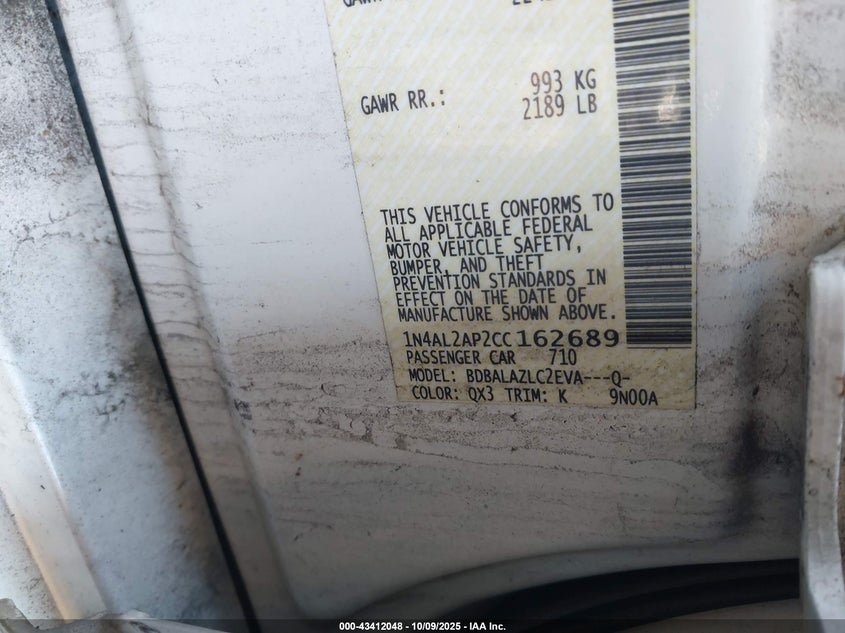 993 KG
GAWR RR.: 2189 LB
THIS VEHICLE CONFORMS TO
ALL APPLICABLE FEDERAL
MOTOR VEHICLE SAFETY,
BUMPER, AND THEFT
PREVENTION STANDARDS IN
EFFECT ON THE DATE OF
MANUFACTURE SHOWN ABOVE.
1N4AL2AP2CC162689
PASSENGER CAR 710
MODEL: BDBALAZLC2EVA---Q-
COLOR: QX3 TRIM: K 9N00A
000-43412048 - 10/09/2025 - IAA Inc.